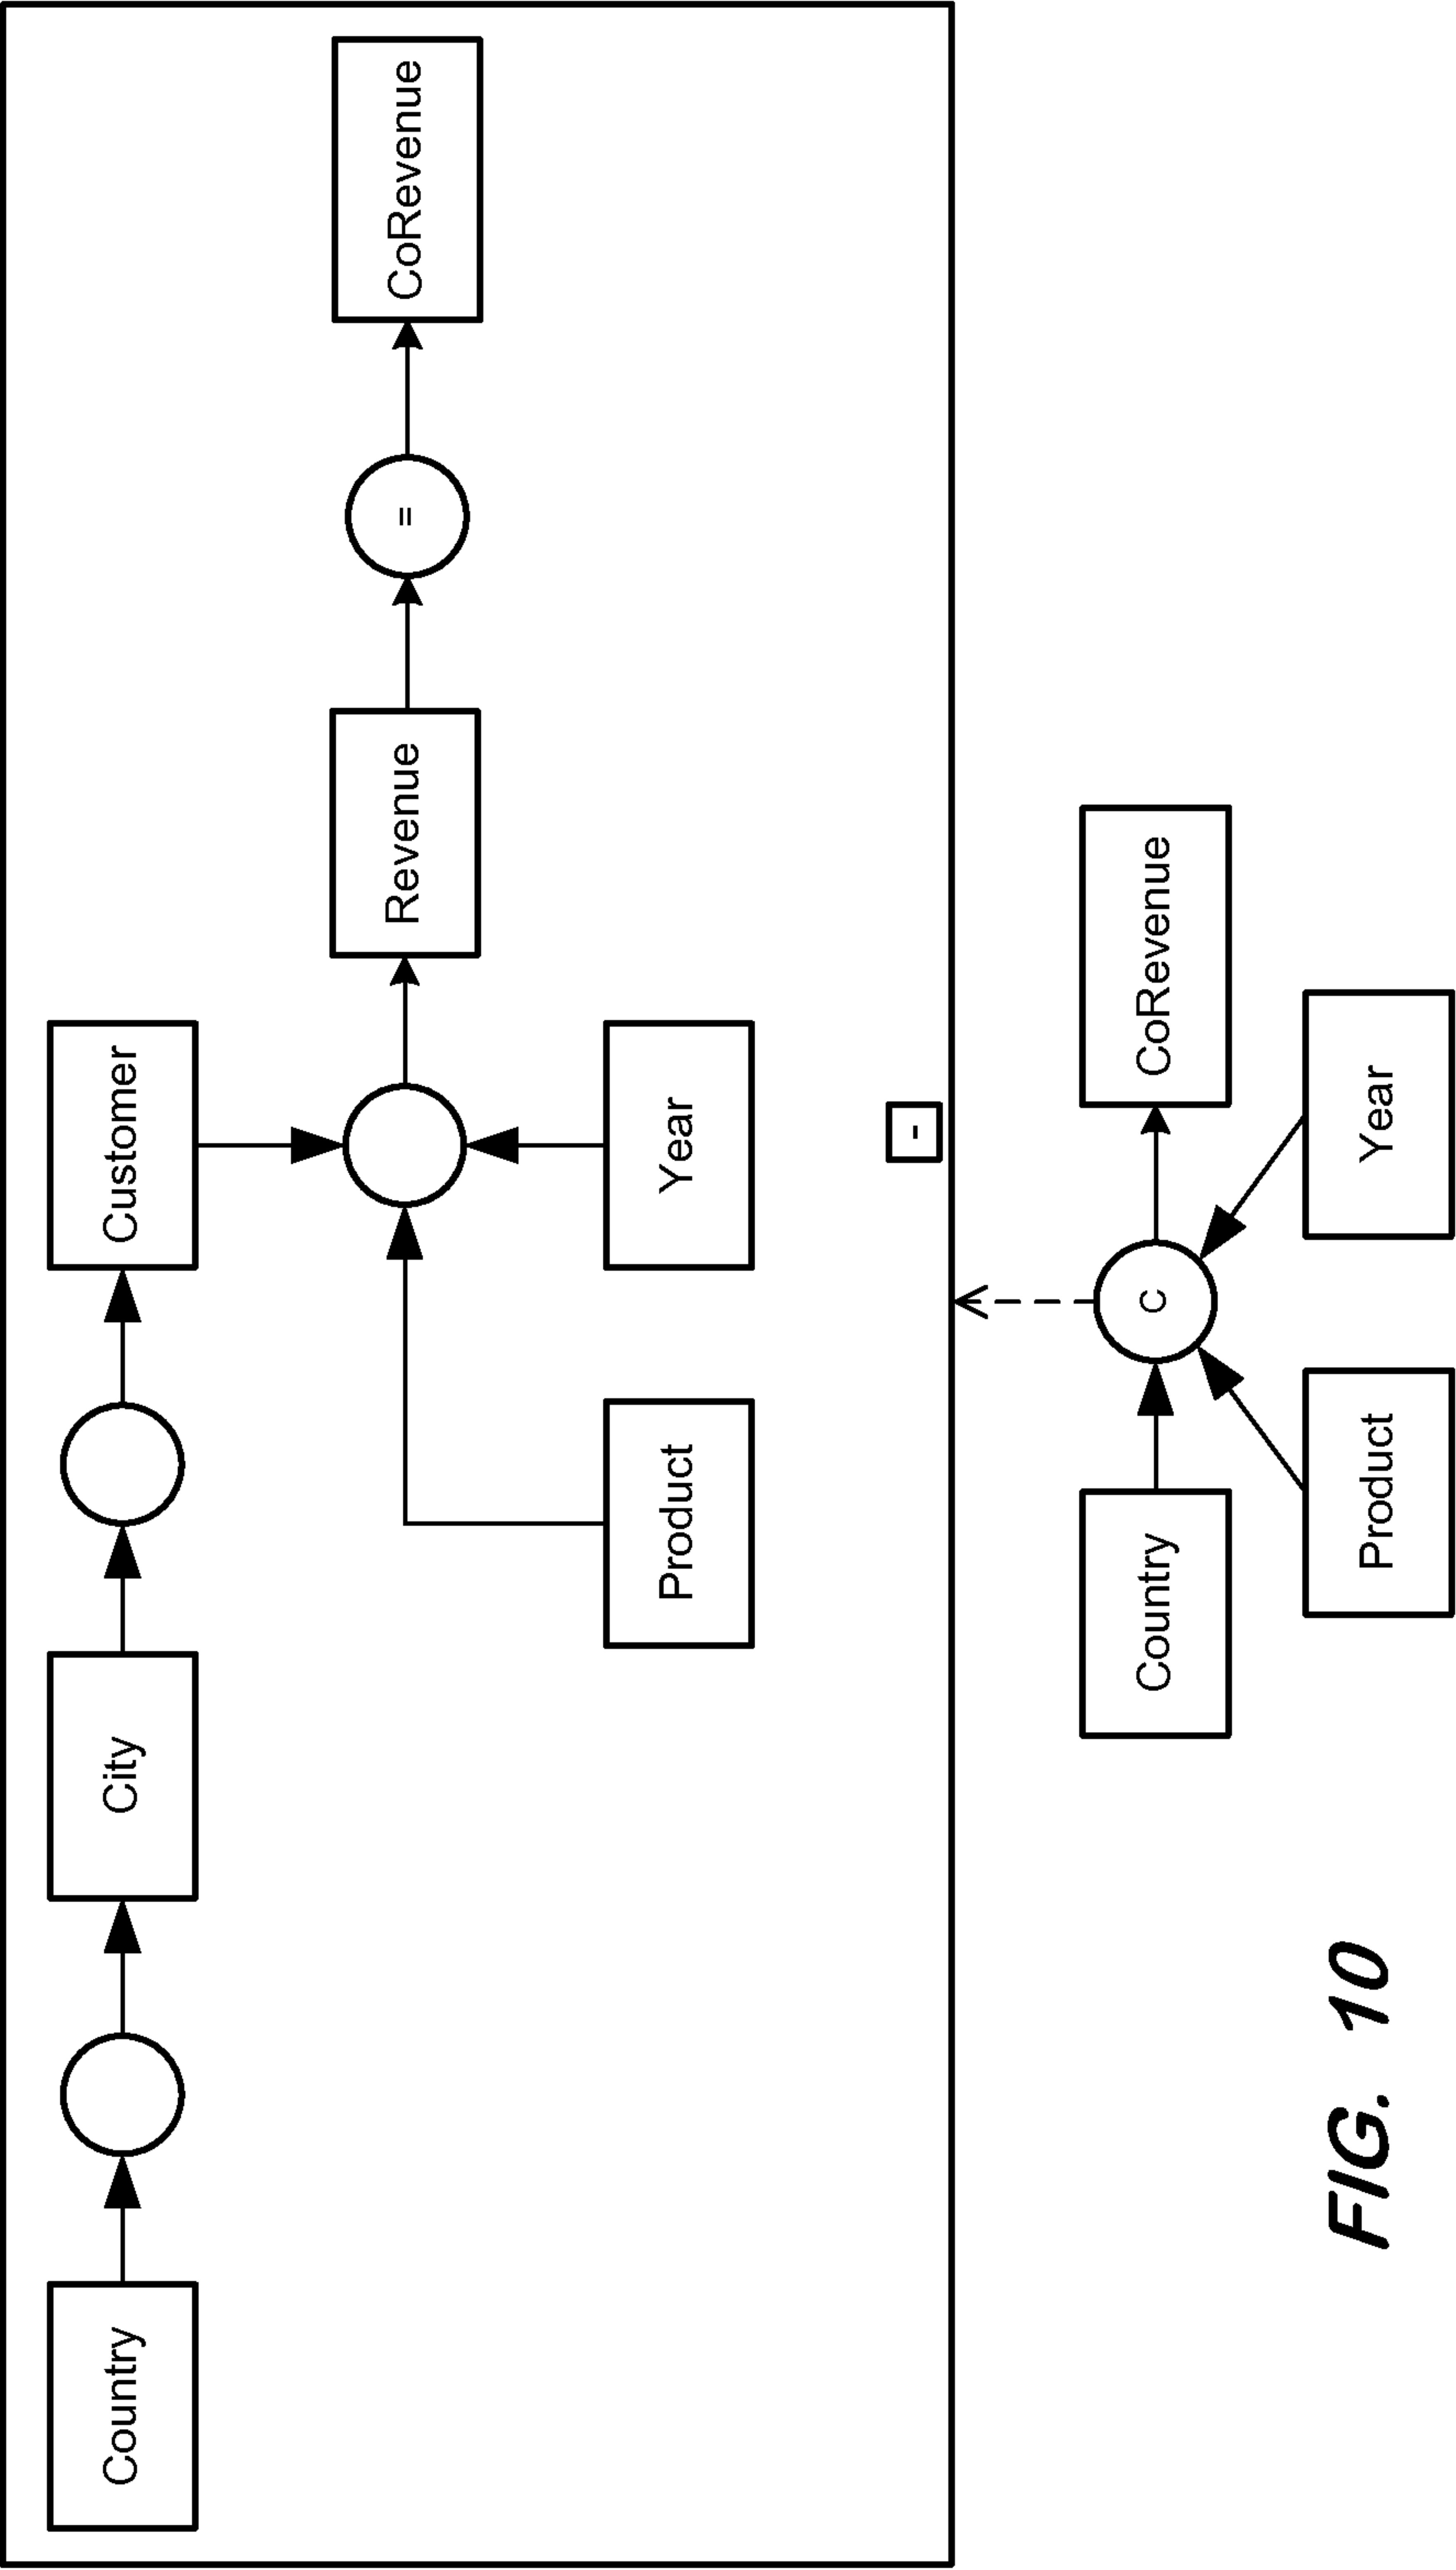 Country
City
Customer
Revenue
=
CoRevenue
Product
Year
-
Country
C
CoRevenue
Product
Year
FIG. 10